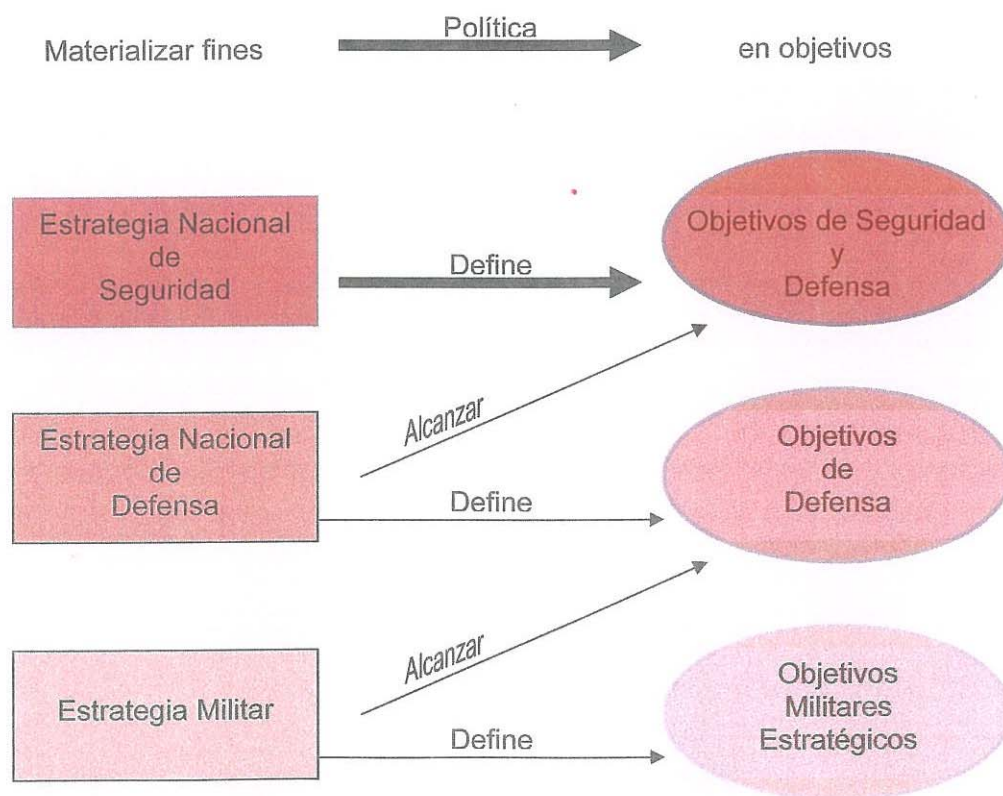 Materializar fines
Política
en objetivos
Estrategia Nacional
de
Seguridad
Define
Objetivos de Seguridad
y
Defensa
Alcanzar
Estrategia Nacional
de
Defensa
Define
Objetivos
de
Defensa
Alcanzar
Estrategia Militar
Define
Objetivos
Militares
Estratégicos